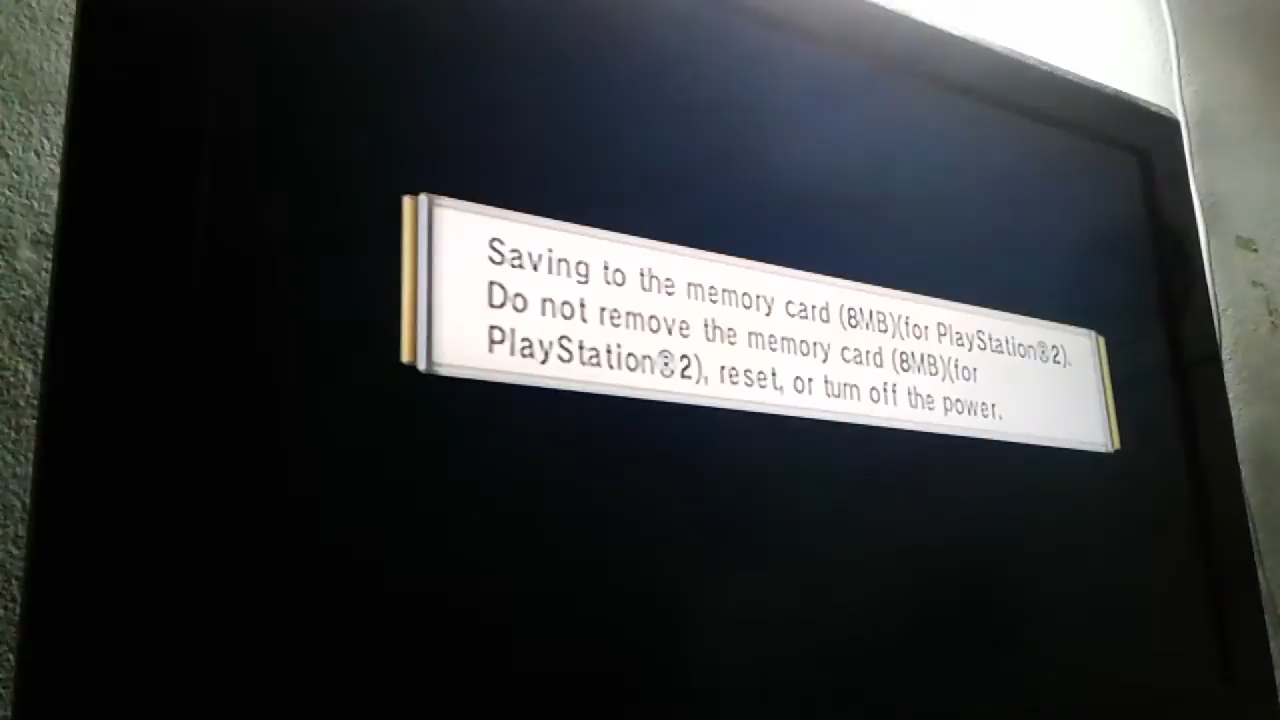 Saving to the memory card (8MB)(for PlayStation®2).
Do not remove the memory card (8MB)(for
PlayStation®2), reset, or turn off the power.